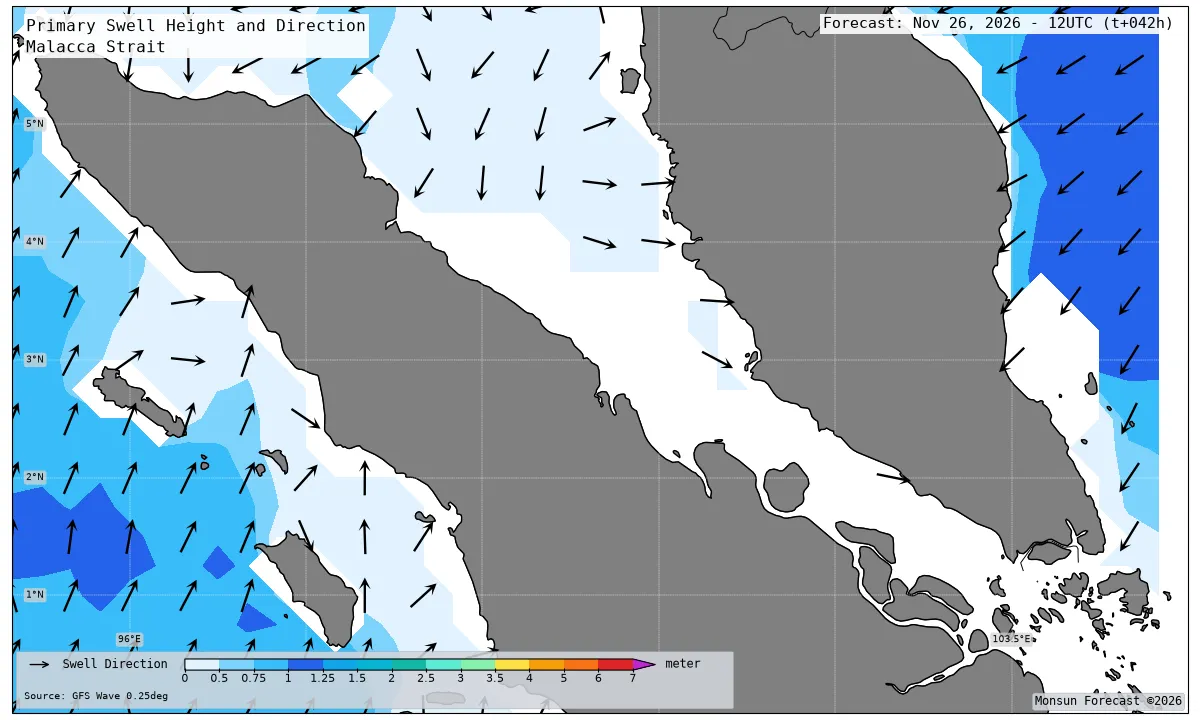 Primary Swell Height and Direction
Malacca Strait
Forecast: Nov 26, 2026 - 12UTC (t+042h)
5°N
4°N
3°N
2°N
1°N
96°E
103.5°E
Swell Direction
meter
0 0.5 0.75 1 1.25 1.5 2 2.5 3 3.5 4 5 6 7
Source: GFS Wave 0.25deg
Monsun Forecast ©2026